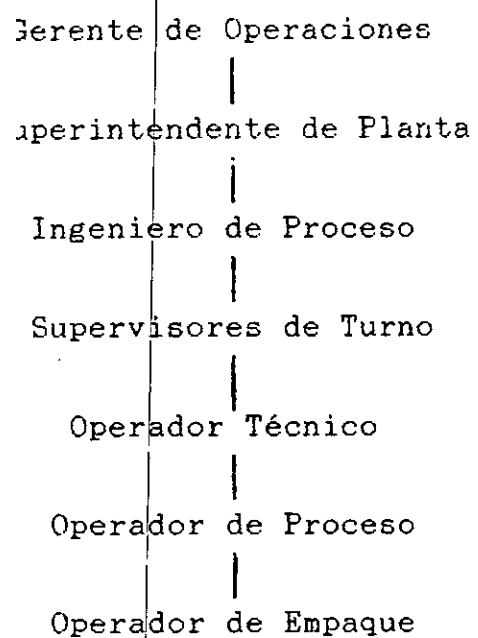 Gerente de Operaciones
Superintendente de Planta
Ingeniero de Proceso
Supervisores de Turno
Operador Técnico
Operador de Proceso
Operador de Empaque